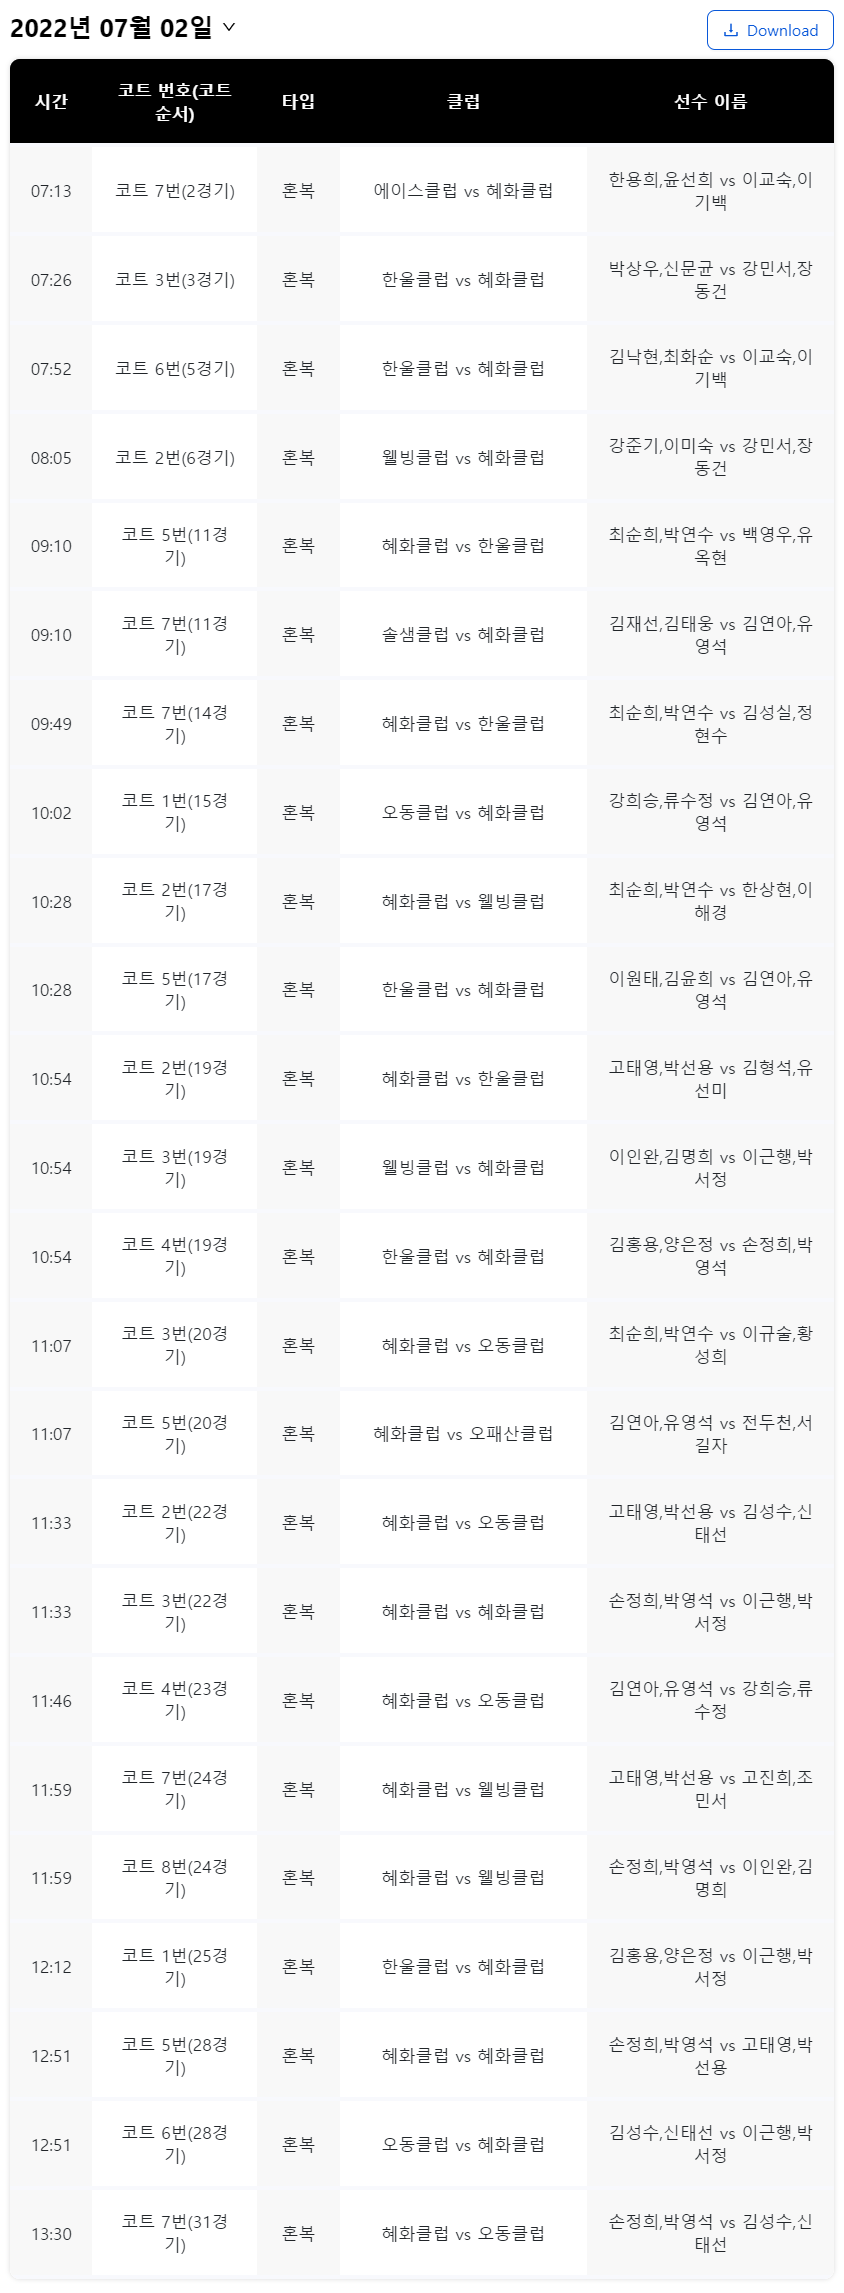 2022년 07월 02일
Download
시간 코트 번호(코트 순서) 타입 클럽 선수 이름
07:13 코트 7번(2경기) 혼복 에이스클럽 vs 혜화클럽 한용희,윤선희 vs 이교숙,이기백
07:26 코트 3번(3경기) 혼복 한울클럽 vs 혜화클럽 박상우,신문균 vs 강민서,장동건
07:52 코트 6번(5경기) 혼복 한울클럽 vs 혜화클럽 김낙현,최화순 vs 이교숙,이기백
08:05 코트 2번(6경기) 혼복 웰빙클럽 vs 혜화클럽 강준기,이미숙 vs 강민서,장동건
09:10 코트 5번(11경기) 혼복 혜화클럽 vs 한울클럽 최순희,박연수 vs 백영우,유옥현
09:10 코트 7번(11경기) 혼복 솔샘클럽 vs 혜화클럽 김재선,김태웅 vs 김연아,유영석
09:49 코트 7번(14경기) 혼복 혜화클럽 vs 한울클럽 최순희,박연수 vs 김성실,정현수
10:02 코트 1번(15경기) 혼복 오동클럽 vs 혜화클럽 강희승,류수정 vs 김연아,유영석
10:28 코트 2번(17경기) 혼복 혜화클럽 vs 웰빙클럽 최순희,박연수 vs 한상현,이해경
10:28 코트 5번(17경기) 혼복 한울클럽 vs 혜화클럽 이원태,김윤희 vs 김연아,유영석
10:54 코트 2번(19경기) 혼복 혜화클럽 vs 한울클럽 고태영,박선용 vs 김형석,유선미
10:54 코트 3번(19경기) 혼복 웰빙클럽 vs 혜화클럽 이인완,김명희 vs 이근행,박서정
10:54 코트 4번(19경기) 혼복 한울클럽 vs 혜화클럽 김홍용,양은정 vs 손정희,박영석
11:07 코트 3번(20경기) 혼복 혜화클럽 vs 오동클럽 최순희,박연수 vs 이규술,황성희
11:07 코트 5번(20경기) 혼복 혜화클럽 vs 오패산클럽 김연아,유영석 vs 전두천,서길자
11:33 코트 2번(22경기) 혼복 혜화클럽 vs 오동클럽 고태영,박선용 vs 김성수,신태선
11:33 코트 3번(22경기) 혼복 혜화클럽 vs 혜화클럽 손정희,박영석 vs 이근행,박서정
11:46 코트 4번(23경기) 혼복 혜화클럽 vs 오동클럽 김연아,유영석 vs 강희승,류수정
11:59 코트 7번(24경기) 혼복 혜화클럽 vs 웰빙클럽 고태영,박선용 vs 고진희,조민서
11:59 코트 8번(24경기) 혼복 혜화클럽 vs 웰빙클럽 손정희,박영석 vs 이인완,김명희
12:12 코트 1번(25경기) 혼복 한울클럽 vs 혜화클럽 김홍용,양은정 vs 이근행,박서정
12:51 코트 5번(28경기) 혼복 혜화클럽 vs 혜화클럽 손정희,박영석 vs 고태영,박선용
12:51 코트 6번(28경기) 혼복 오동클럽 vs 혜화클럽 김성수,신태선 vs 이근행,박서정
13:30 코트 7번(31경기) 혼복 혜화클럽 vs 오동클럽 손정희,박영석 vs 김성수,신태선